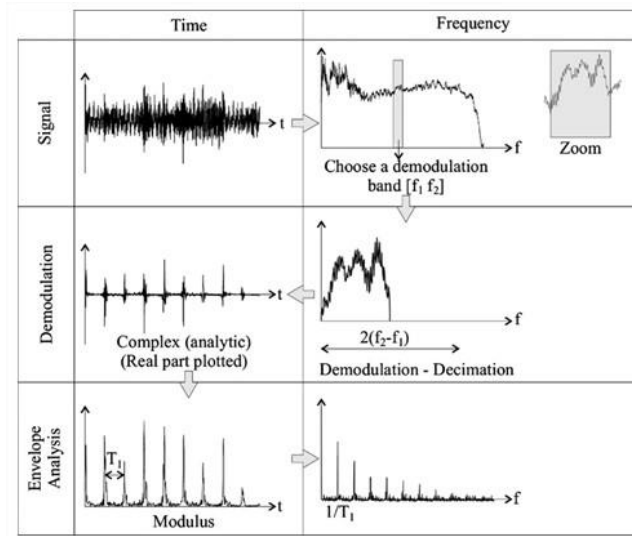 Time
Frequency
Signal
t
f
Choose a demodulation
band [f₁ f₂]
Zoom
Demodulation
t
Complex (analytic)
(Real part plotted)
f
2(f₂-f₁)
Demodulation - Decimation
Envelope
Analysis
T₁
t
Modulus
f
1/T₁